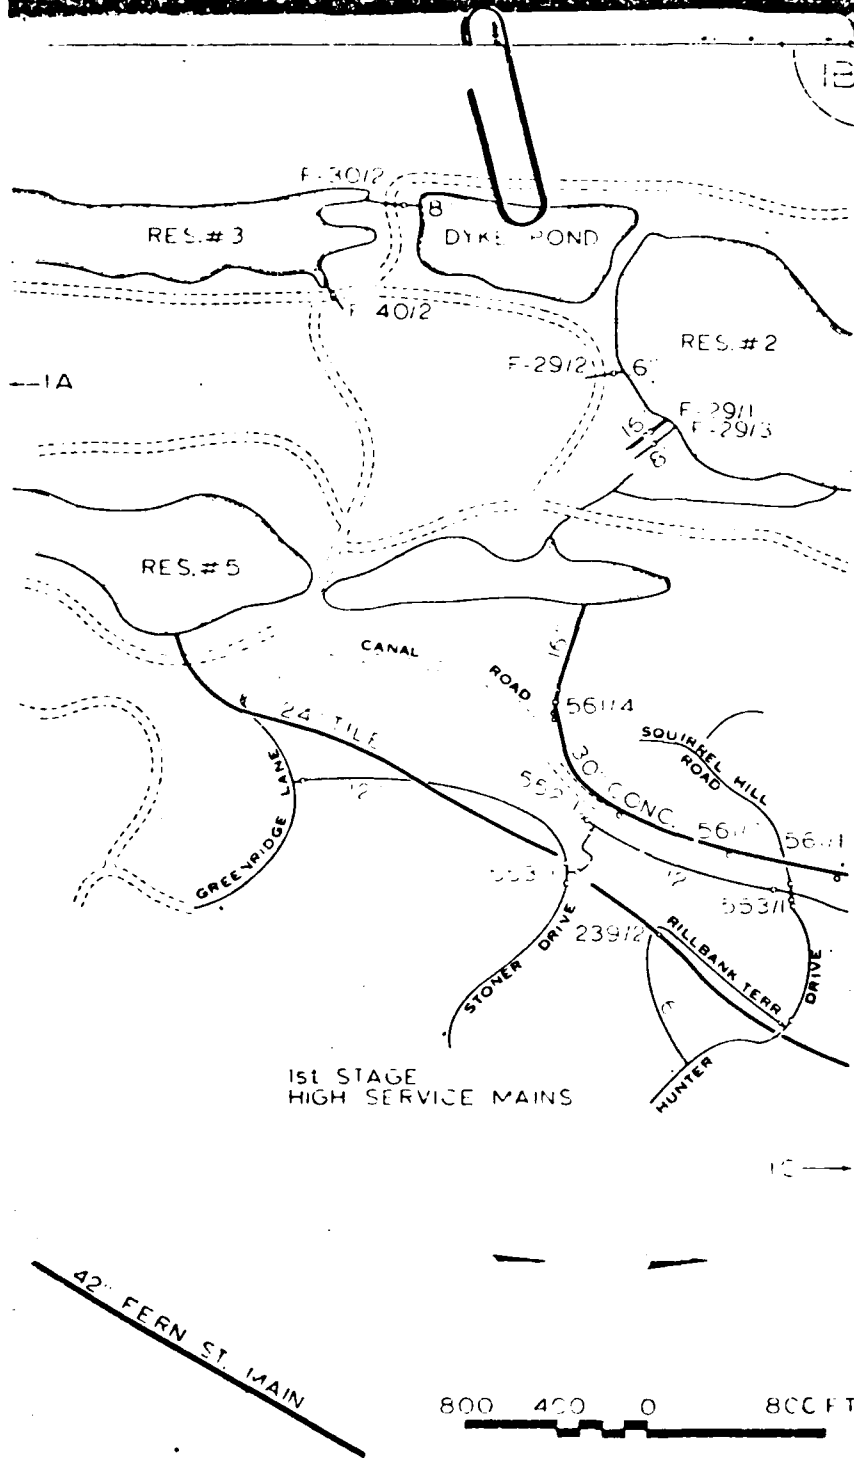 1B
F-30/2
8"
RES.#3
DYKE POND
F 40/2
RES.#2
F-29/2
6"
1A
F-29/1
F-29/3
16"
8"
RES.#5
CANAL
ROAD
16"
561/4
24" TILE
SQUIRREL HILL
ROAD
30" CONC.
GREENRIDGE LANE
12"
561/1
12"
553/1
239/2
STONER DRIVE
RILLBANK TERR
DRIVE
HUNTER
1st STAGE
HIGH SERVICE MAINS
1C
42" FERN ST. MAIN
800 400 0 800 FT